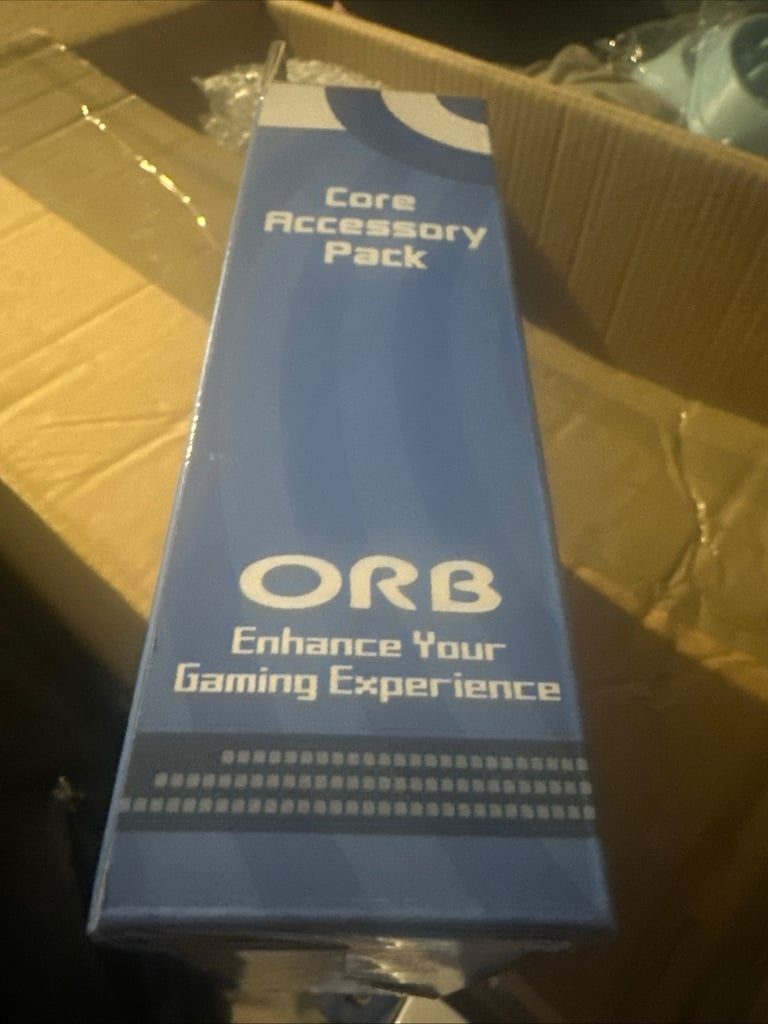 Core
Accessory
Pack
ORB
Enhance Your
Gaming Experience